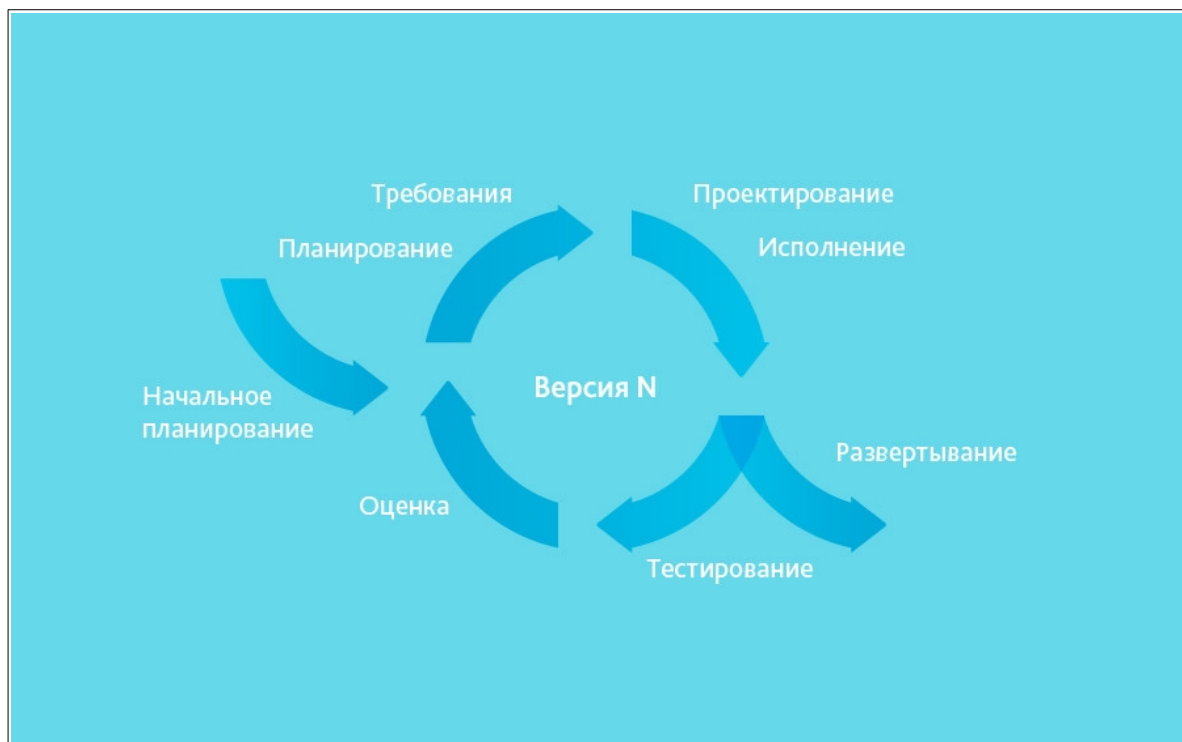 Требования
Проектирование
Планирование
Исполнение
Версия N
Начальное
планирование
Развертывание
Оценка
Тестирование